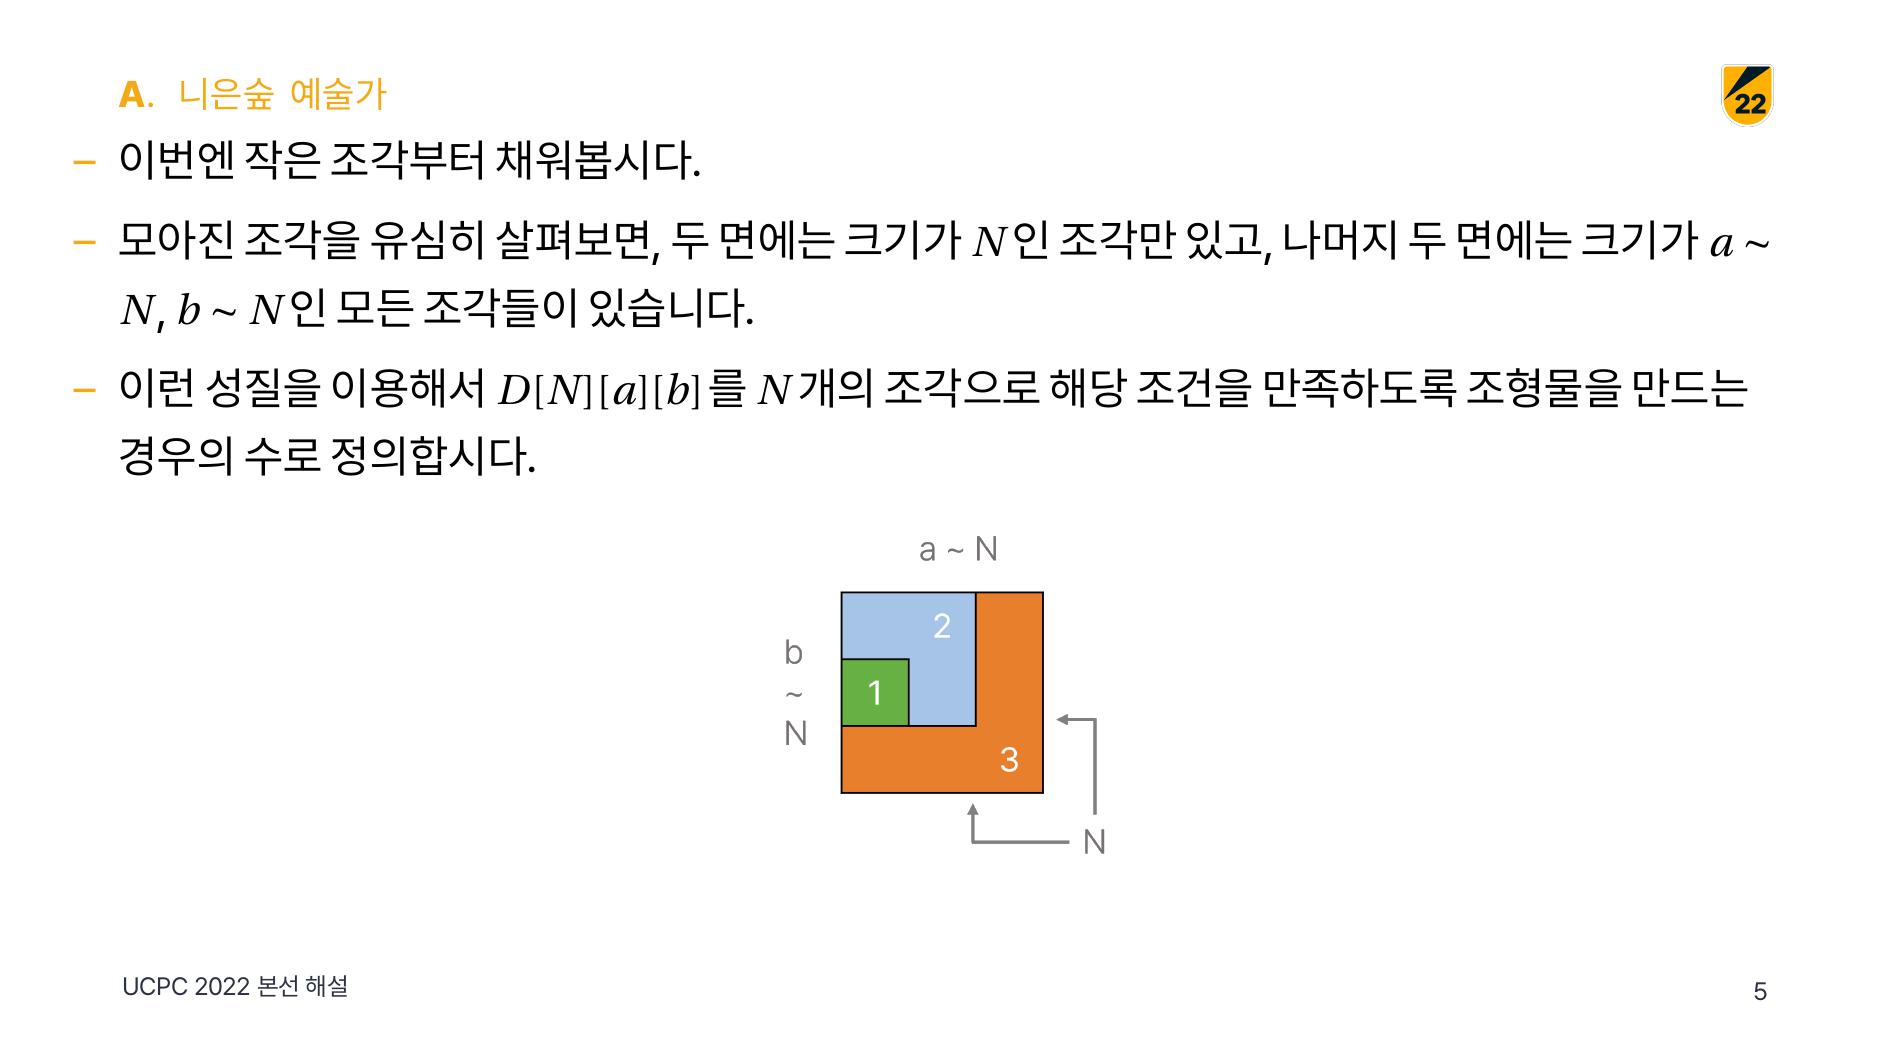 A. 니은숲 예술가
22
– 이번엔 작은 조각부터 채워봅시다.
– 모아진 조각을 유심히 살펴보면, 두 면에는 크기가 N인 조각만 있고, 나머지 두 면에는 크기가 a ~
N, b ~ N인 모든 조각들이 있습니다.
– 이런 성질을 이용해서 D[N][a][b]를 N개의 조각으로 해당 조건을 만족하도록 조형물을 만드는
경우의 수로 정의합시다.
a ~ N
2
b
~
N
1
3
N
UCPC 2022 본선 해설
5